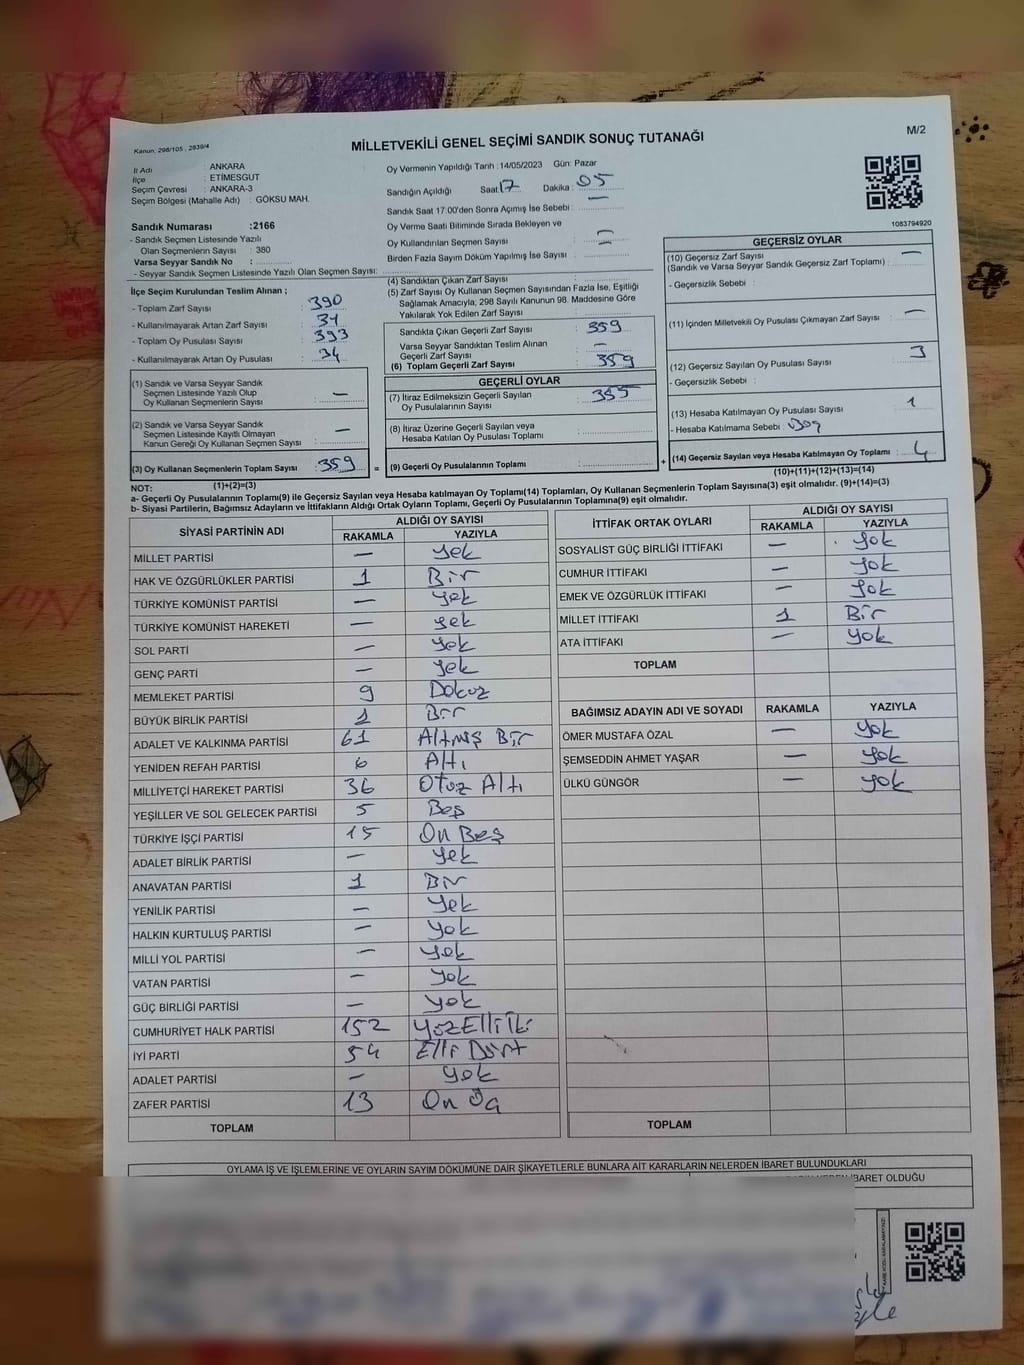 Kanun: 298/105 , 2839/4
MİLLETVEKİLİ GENEL SEÇİMİ SANDIK SONUÇ TUTANAĞI
M/2
İl Adı : ANKARA
İlçe : ETİMESGUT
Seçim Çevresi : ANKARA-3
Seçim Bölgesi (Mahalle Adı) : GÖKSU MAH.
Sandık Numarası :2166
- Sandık Seçmen Listesinde Yazılı
Olan Seçmenlerin Sayısı : 380
Varsa Seyyar Sandık No :
- Seyyar Sandık Seçmen Listesinde Yazılı Olan Seçmen Sayısı:
Oy Vermenin Yapıldığı Tarih :14/05/2023 Gün: Pazar
Sandığın Açıldığı Saat: 17 Dakika : 05
Sandık Saat 17.00'den Sonra Açımış İse Sebebi : —
Oy Verme Saati Bitiminde Sırada Bekleyen ve
Oy Kullandırılan Seçmen Sayısı : —
Birden Fazla Sayım Döküm Yapılmış İse Sayısı : —
1083794920
İlçe Seçim Kurulundan Teslim Alınan ;
- Toplam Zarf Sayısı : 390
- Kullanılmayarak Artan Zarf Sayısı : 31
- Toplam Oy Pusulası Sayısı : 393
- Kullanılmayarak Artan Oy Pusulası : 34
(1) Sandık ve Varsa Seyyar Sandık
Seçmen Listesinde Yazılı Olup
Oy Kullanan Seçmenlerin Sayısı : —
(2) Sandık ve Varsa Seyyar Sandık
Seçmen Listesinde Kayıtlı Olmayan
Kanun Gereği Oy Kullanan Seçmen Sayısı : —
(3) Oy Kullanan Seçmenlerin Toplam Sayısı : 359
(1)+(2)=(3)
(4) Sandıktan Çıkan Zarf Sayısı :
(5) Zarf Sayısı Oy Kullanan Seçmen Sayısından Fazla İse, Eşitliği
Sağlamak Amacıyla; 298 Sayılı Kanunun 98. Maddesine Göre
Yakılarak Yok Edilen Zarf Sayısı :
Sandıkta Çıkan Geçerli Zarf Sayısı : 359
Varsa Seyyar Sandıktan Teslim Alınan
Geçerli Zarf Sayısı : —
(6) Toplam Geçerli Zarf Sayısı : 359
GEÇERLİ OYLAR
(7) İtiraz Edilmeksizin Geçerli Sayılan
Oy Pusulalarının Sayısı : 355
(8) İtiraz Üzerine Geçerli Sayılan veya
Hesaba Katılan Oy Pusulası Toplamı :
= (9) Geçerli Oy Pusulalarının Toplamı : +
GEÇERSİZ OYLAR
(10) Geçersiz Zarf Sayısı
(Sandık ve Varsa Seyyar Sandık Geçersiz Zarf Toplamı) : —
- Geçersizlik Sebebi :
(11) İçinden Milletvekili Oy Pusulası Çıkmayan Zarf Sayısı : —
(12) Geçersiz Sayılan Oy Pusulası Sayısı : 3
- Geçersizlik Sebebi :
(13) Hesaba Katılmayan Oy Pusulası Sayısı : 1
- Hesaba Katılmama Sebebi :
(14) Geçersiz Sayılan veya Hesaba Katılmayan Oy Toplamı : 4
(10)+(11)+(12)+(13)=(14)
NOT:
a- Geçerli Oy Pusulalarının Toplamı(9) ile Geçersiz Sayılan veya Hesaba katılmayan Oy Toplamı(14) Toplamları, Oy Kullanan Seçmenlerin Toplam Sayısına(3) eşit olmalıdır. (9)+(14)=(3)
b- Siyasi Partilerin, Bağımsız Adayların ve İttifakların Aldığı Ortak Oyların Toplamı, Geçerli Oy Pusulalarının Toplamına(9) eşit olmalıdır.
SİYASİ PARTİNİN ADI ALDIĞI OY SAYISI
RAKAMLA YAZIYLA
MİLLET PARTİSİ — Yok
HAK VE ÖZGÜRLÜKLER PARTİSİ 1 Bir
TÜRKİYE KOMÜNİST PARTİSİ — Yok
TÜRKİYE KOMÜNİST HAREKETİ — Yok
SOL PARTİ — Yok
GENÇ PARTİ — Yok
MEMLEKET PARTİSİ 9 Dokuz
BÜYÜK BİRLİK PARTİSİ 1 Bir
ADALET VE KALKINMA PARTİSİ 61 Altmış Bir
YENİDEN REFAH PARTİSİ 6 Altı
MİLLİYETÇİ HAREKET PARTİSİ 36 Otuz Altı
YEŞİLLER VE SOL GELECEK PARTİSİ 5 Beş
TÜRKİYE İŞÇİ PARTİSİ 15 On Beş
ADALET BİRLİK PARTİSİ — Yok
ANAVATAN PARTİSİ 1 Bir
YENİLİK PARTİSİ — Yok
HALKIN KURTULUŞ PARTİSİ — yok
MİLLİ YOL PARTİSİ — yok
VATAN PARTİSİ — yok
GÜÇ BİRLİĞİ PARTİSİ — yok
CUMHURİYET HALK PARTİSİ 152 YüzElliİki
İYİ PARTİ 54 Elli Dört
ADALET PARTİSİ — yok
ZAFER PARTİSİ 13 On Üç
TOPLAM
İTTİFAK ORTAK OYLARI ALDIĞI OY SAYISI
RAKAMLA YAZIYLA
SOSYALİST GÜÇ BİRLİĞİ İTTİFAKI — yok
CUMHUR İTTİFAKI — yok
EMEK VE ÖZGÜRLÜK İTTİFAKI — yok
MİLLET İTTİFAKI 1 Bir
ATA İTTİFAKI — yok
TOPLAM
BAĞIMSIZ ADAYIN ADI VE SOYADI RAKAMLA YAZIYLA
ÖMER MUSTAFA ÖZAL — yok
ŞEMSEDDİN AHMET YAŞAR — yok
ÜLKÜ GÜNGÖR — yok
TOPLAM
OYLAMA İŞ VE İŞLEMLERİNE VE OYLARIN SAYIM DÖKÜMÜNE DAİR ŞİKAYETLERLE BUNLARA AİT KARARLARIN NELERDEN İBARET BULUNDUKLARI
İBARET OLDUĞU